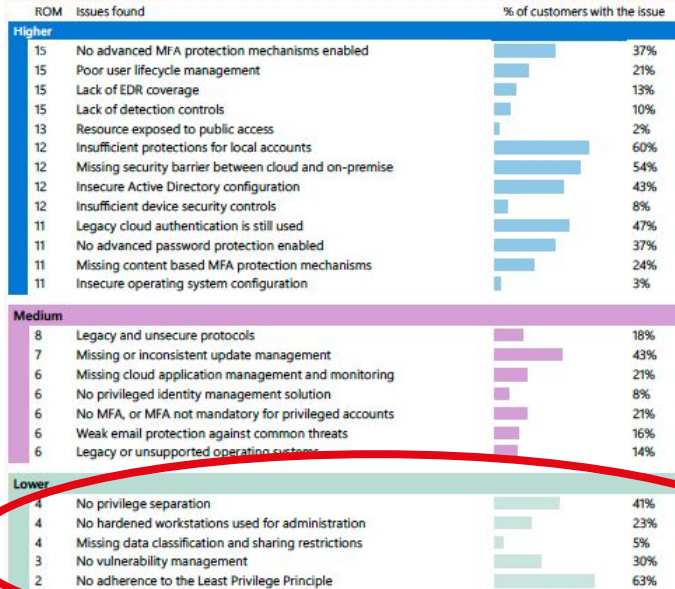 ROM Issues found % of customers with the issue
Higher
15 No advanced MFA protection mechanisms enabled 37%
15 Poor user lifecycle management 21%
15 Lack of EDR coverage 13%
15 Lack of detection controls 10%
13 Resource exposed to public access 2%
12 Insufficient protections for local accounts 60%
12 Missing security barrier between cloud and on-premise 54%
12 Insecure Active Directory configuration 43%
12 Insufficient device security controls 8%
11 Legacy cloud authentication is still used 47%
11 No advanced password protection enabled 37%
11 Missing content based MFA protection mechanisms 24%
11 Insecure operating system configuration 3%
Medium
8 Legacy and unsecure protocols 18%
7 Missing or inconsistent update management 43%
6 Missing cloud application management and monitoring 21%
6 No privileged identity management solution 8%
6 No MFA, or MFA not mandatory for privileged accounts 21%
6 Weak email protection against common threats 16%
6 Legacy or unsupported operating systems 14%
Lower
4 No privilege separation 41%
4 No hardened workstations used for administration 23%
4 Missing data classification and sharing restrictions 5%
3 No vulnerability management 30%
2 No adherence to the Least Privilege Principle 63%